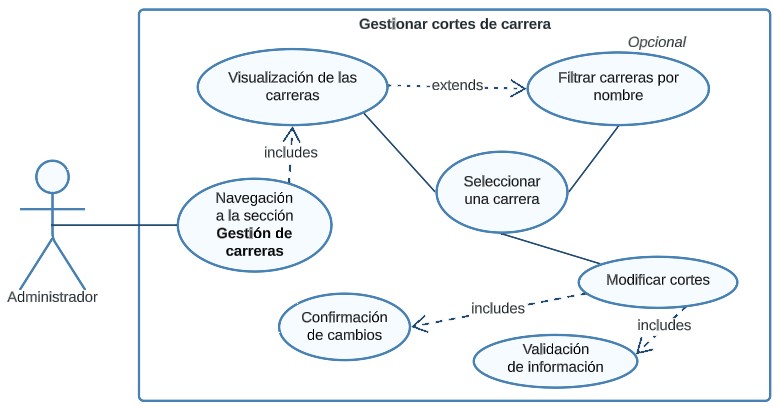 Gestionar cortes de carrera
Opcional
Visualización de las
carreras
extends
Filtrar carreras por
nombre
includes
Seleccionar
una carrera
Navegación
a la sección
Gestión de
carreras
Administrador
Modificar cortes
includes
Confirmación
de cambios
includes
Validación
de información